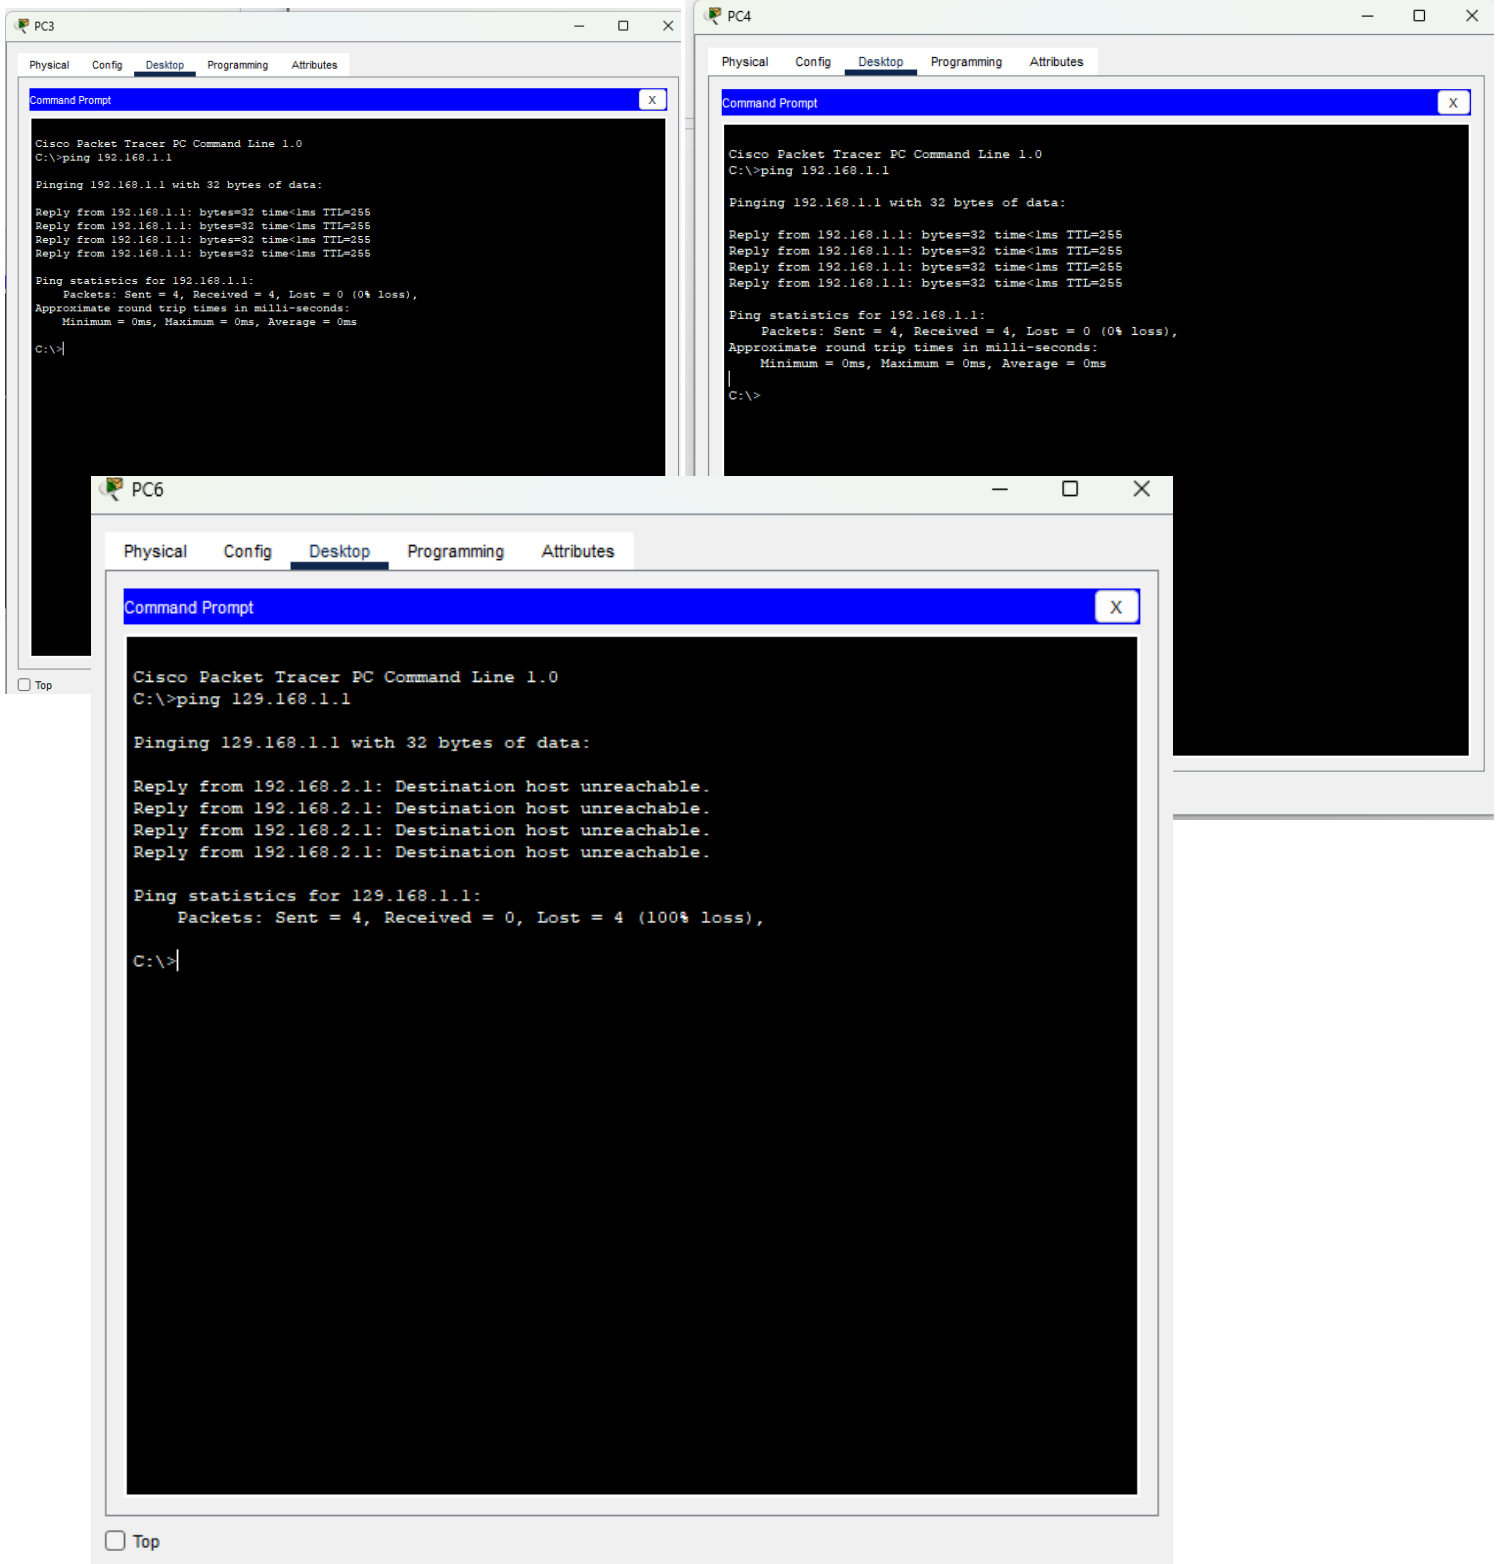 PC3
Physical Config Desktop Programming Attributes
Command Prompt
X
Cisco Packet Tracer PC Command Line 1.0
C:\>ping 192.168.1.1
Pinging 192.168.1.1 with 32 bytes of data:
Reply from 192.168.1.1: bytes=32 time<1ms TTL=255
Reply from 192.168.1.1: bytes=32 time<1ms TTL=255
Reply from 192.168.1.1: bytes=32 time<1ms TTL=255
Reply from 192.168.1.1: bytes=32 time<1ms TTL=255
Ping statistics for 192.168.1.1:
Packets: Sent = 4, Received = 4, Lost = 0 (0% loss),
Approximate round trip times in milli-seconds:
Minimum = 0ms, Maximum = 0ms, Average = 0ms
C:\>
Top
PC4
Physical Config Desktop Programming Attributes
Command Prompt
X
Cisco Packet Tracer PC Command Line 1.0
C:\>ping 192.168.1.1
Pinging 192.168.1.1 with 32 bytes of data:
Reply from 192.168.1.1: bytes=32 time<1ms TTL=255
Reply from 192.168.1.1: bytes=32 time<1ms TTL=255
Reply from 192.168.1.1: bytes=32 time<1ms TTL=255
Reply from 192.168.1.1: bytes=32 time<1ms TTL=255
Ping statistics for 192.168.1.1:
Packets: Sent = 4, Received = 4, Lost = 0 (0% loss),
Approximate round trip times in milli-seconds:
Minimum = 0ms, Maximum = 0ms, Average = 0ms
C:\>
PC6
Physical Config Desktop Programming Attributes
Command Prompt
X
Cisco Packet Tracer PC Command Line 1.0
C:\>ping 129.168.1.1
Pinging 129.168.1.1 with 32 bytes of data:
Reply from 192.168.2.1: Destination host unreachable.
Reply from 192.168.2.1: Destination host unreachable.
Reply from 192.168.2.1: Destination host unreachable.
Reply from 192.168.2.1: Destination host unreachable.
Ping statistics for 129.168.1.1:
Packets: Sent = 4, Received = 0, Lost = 4 (100% loss),
C:\>
Top